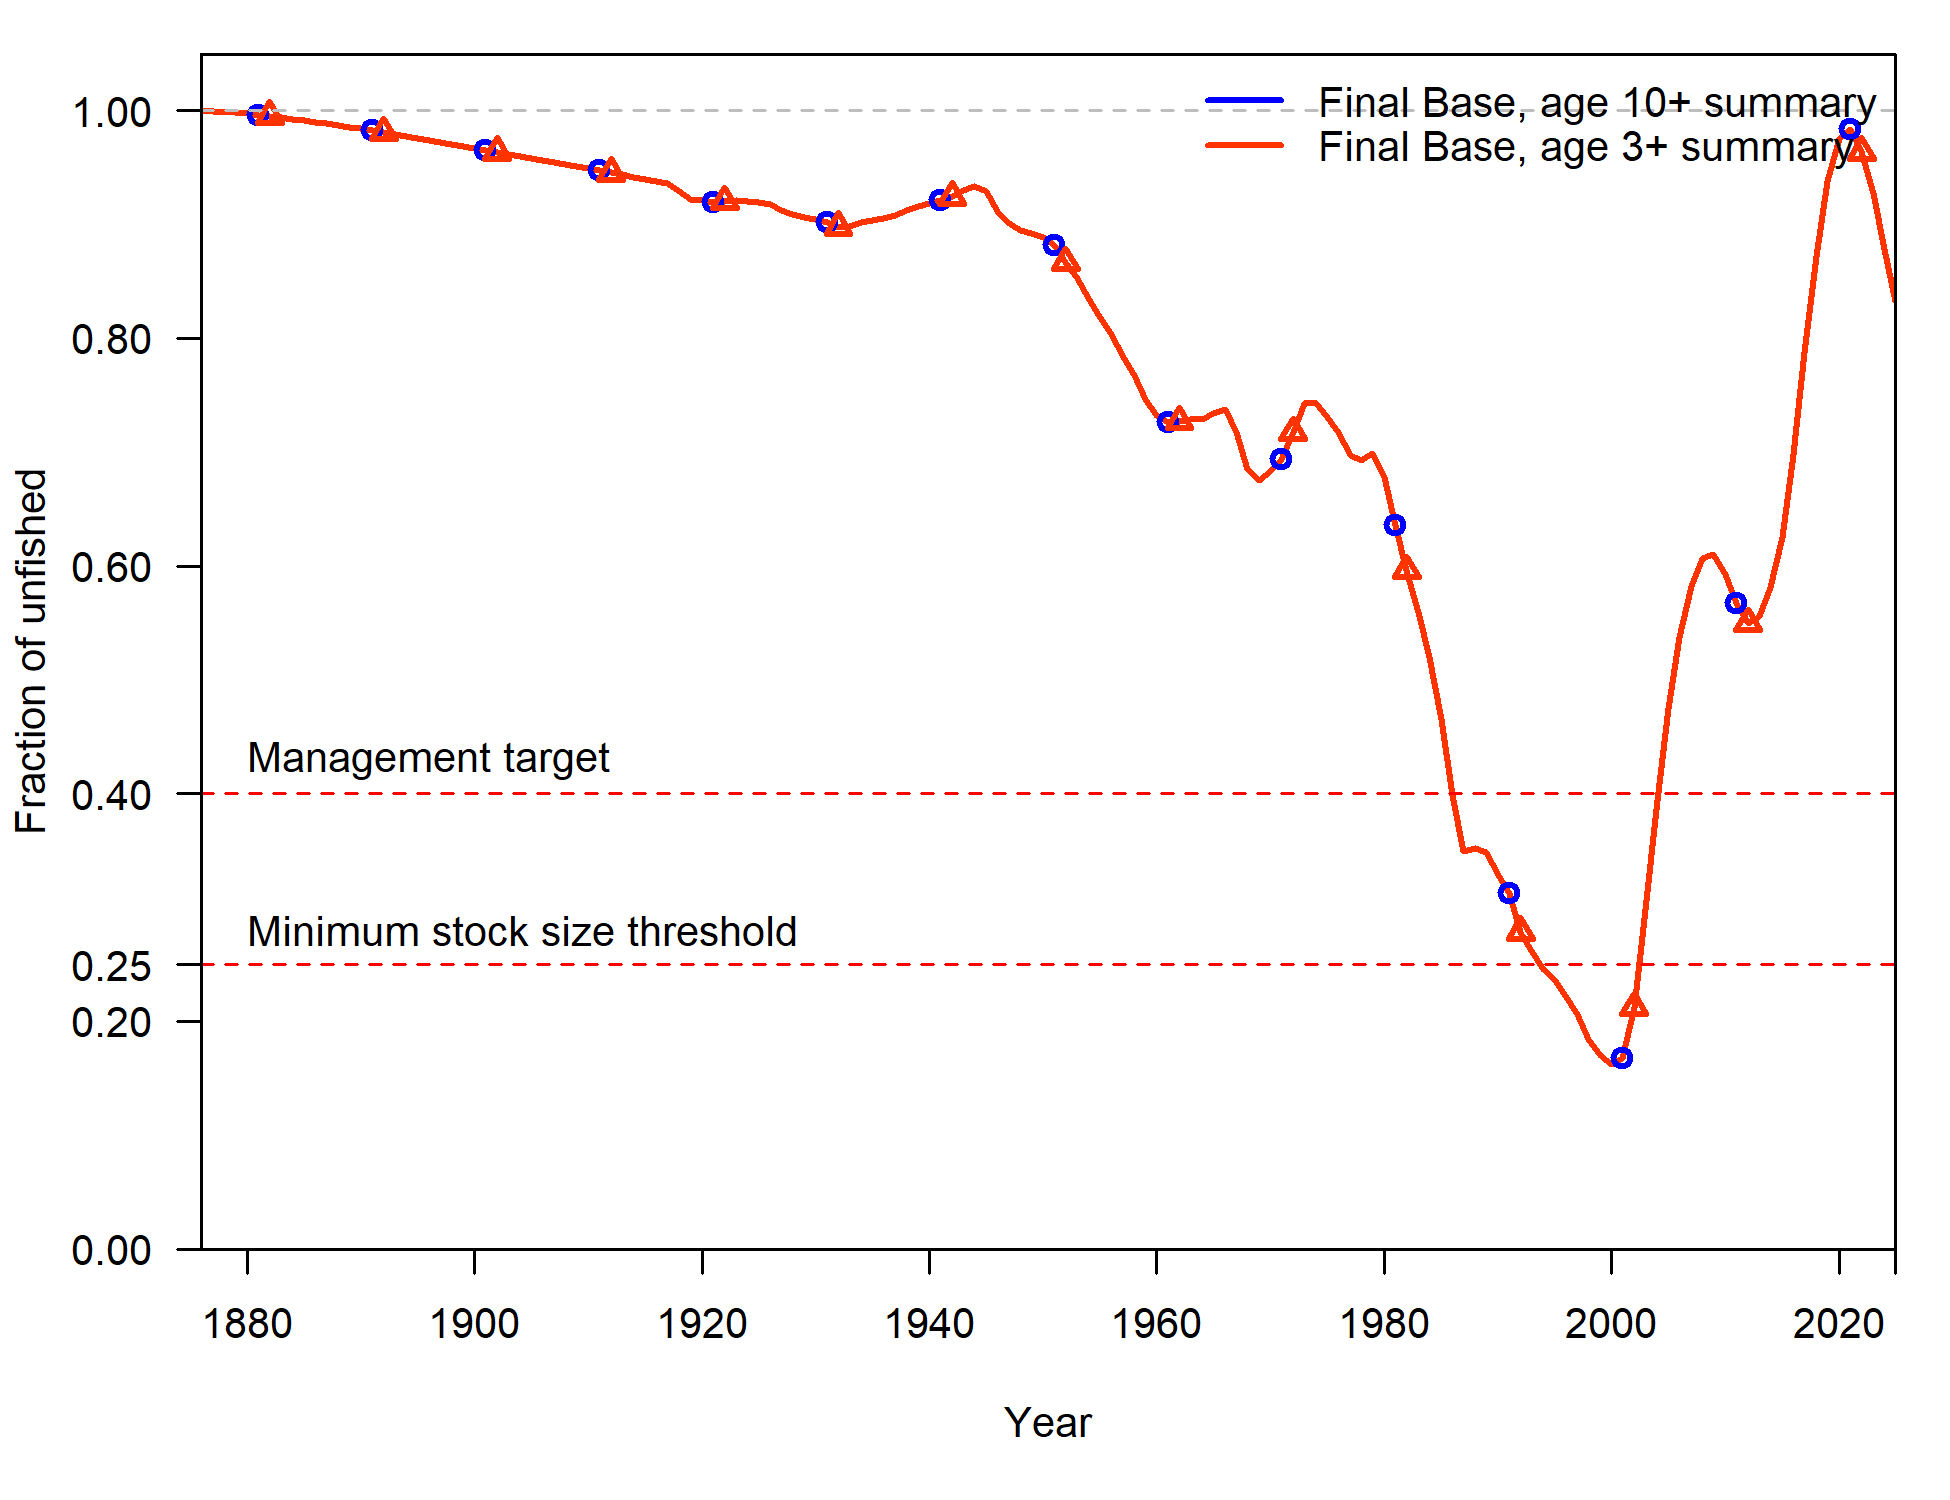 Final Base, age 10+ summary
Final Base, age 3+ summary
1.00
0.80
0.60
0.40
0.25
0.20
0.00
Fraction of unfished
Management target
Minimum stock size threshold
1880 1900 1920 1940 1960 1980 2000 2020
Year